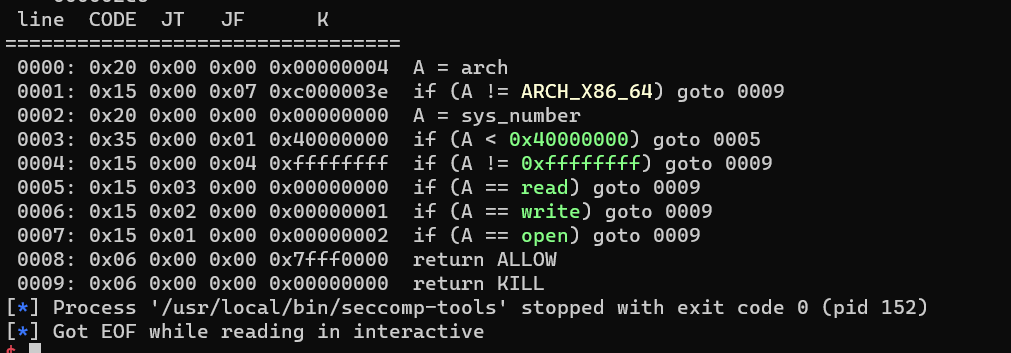 line  CODE  JT   JF      K
=================================
0000: 0x20 0x00 0x00 0x00000004  A = arch
0001: 0x15 0x00 0x07 0xc000003e  if (A != ARCH_X86_64) goto 0009
0002: 0x20 0x00 0x00 0x00000000  A = sys_number
0003: 0x35 0x00 0x01 0x40000000  if (A < 0x40000000) goto 0005
0004: 0x15 0x00 0x04 0xffffffff  if (A != 0xffffffff) goto 0009
0005: 0x15 0x03 0x00 0x00000000  if (A == read) goto 0009
0006: 0x15 0x02 0x00 0x00000001  if (A == write) goto 0009
0007: 0x15 0x01 0x00 0x00000002  if (A == open) goto 0009
0008: 0x06 0x00 0x00 0x7fff0000  return ALLOW
0009: 0x06 0x00 0x00 0x00000000  return KILL
[*] Process '/usr/local/bin/seccomp-tools' stopped with exit code 0 (pid 152)
[*] Got EOF while reading in interactive
$